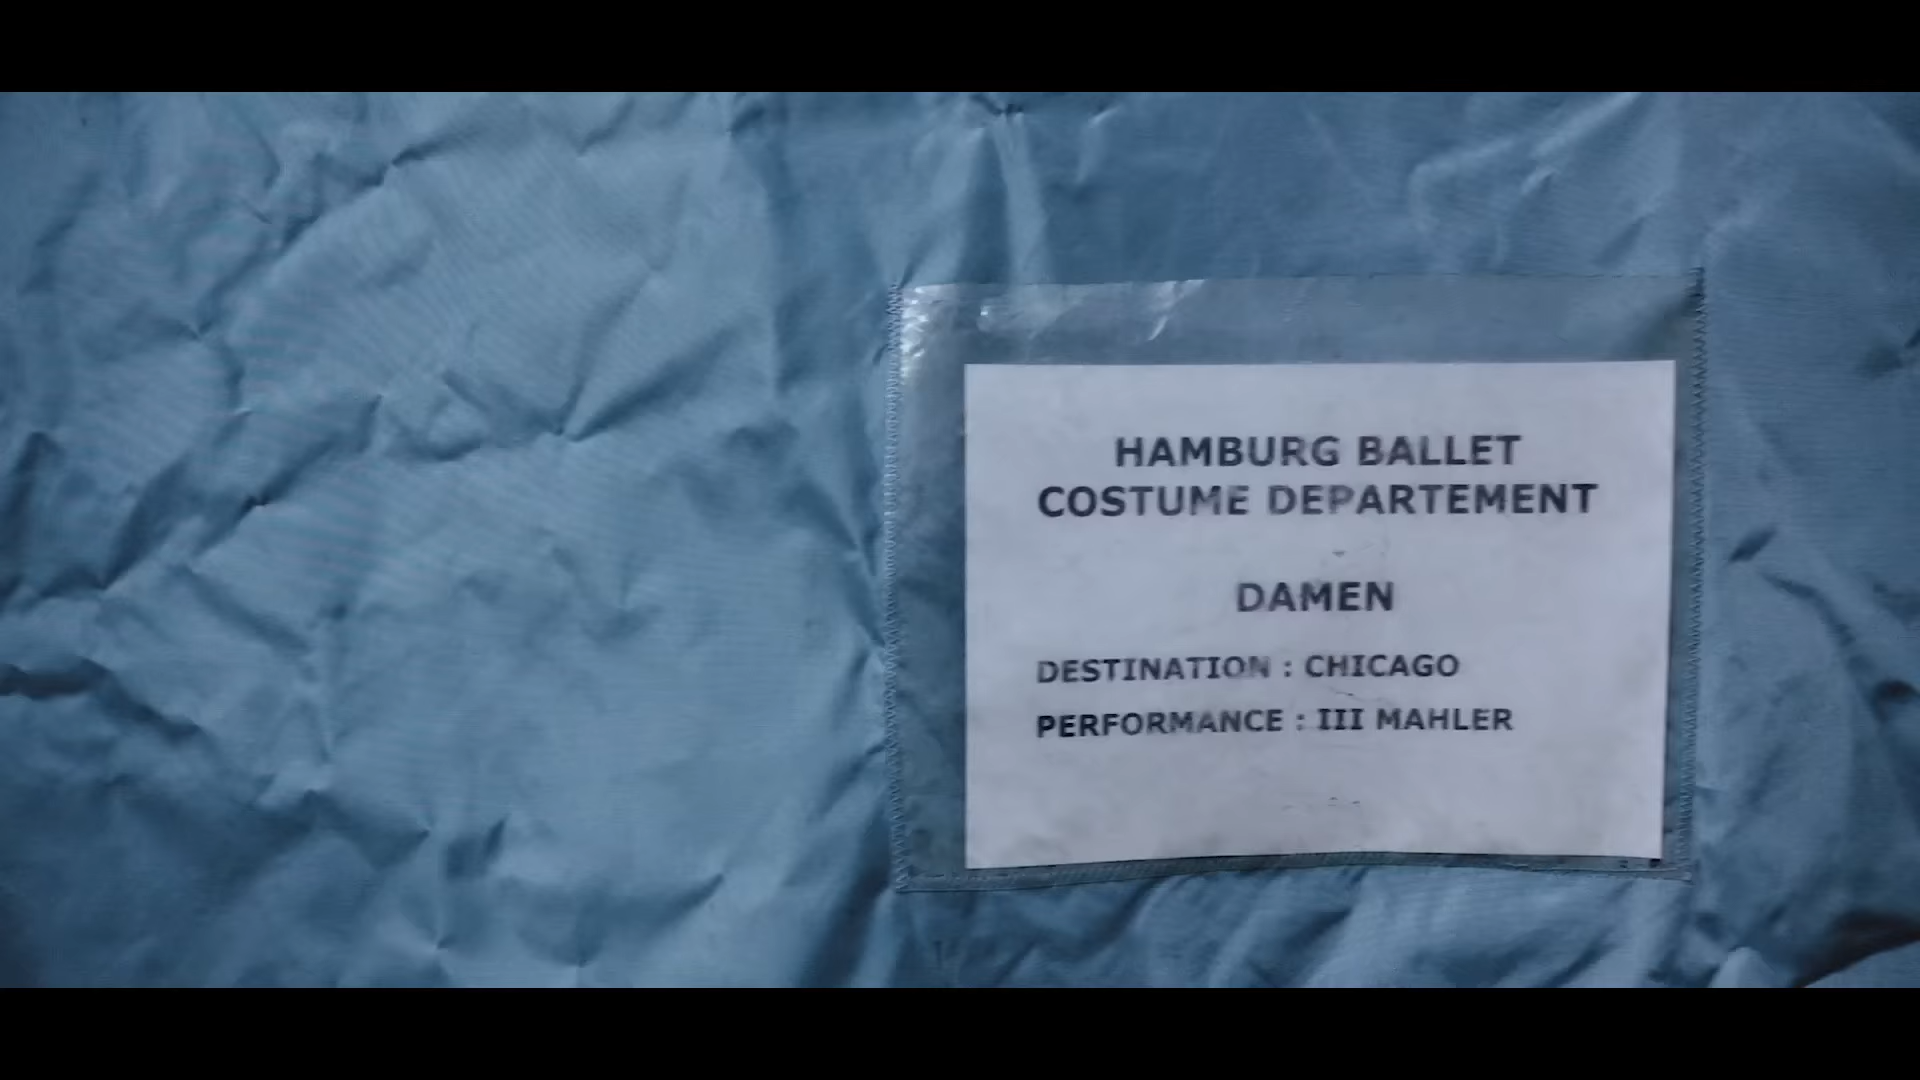 HAMBURG BALLET
COSTUME DEPARTEMENT
DAMEN
DESTINATION : CHICAGO
PERFORMANCE : III MAHLER